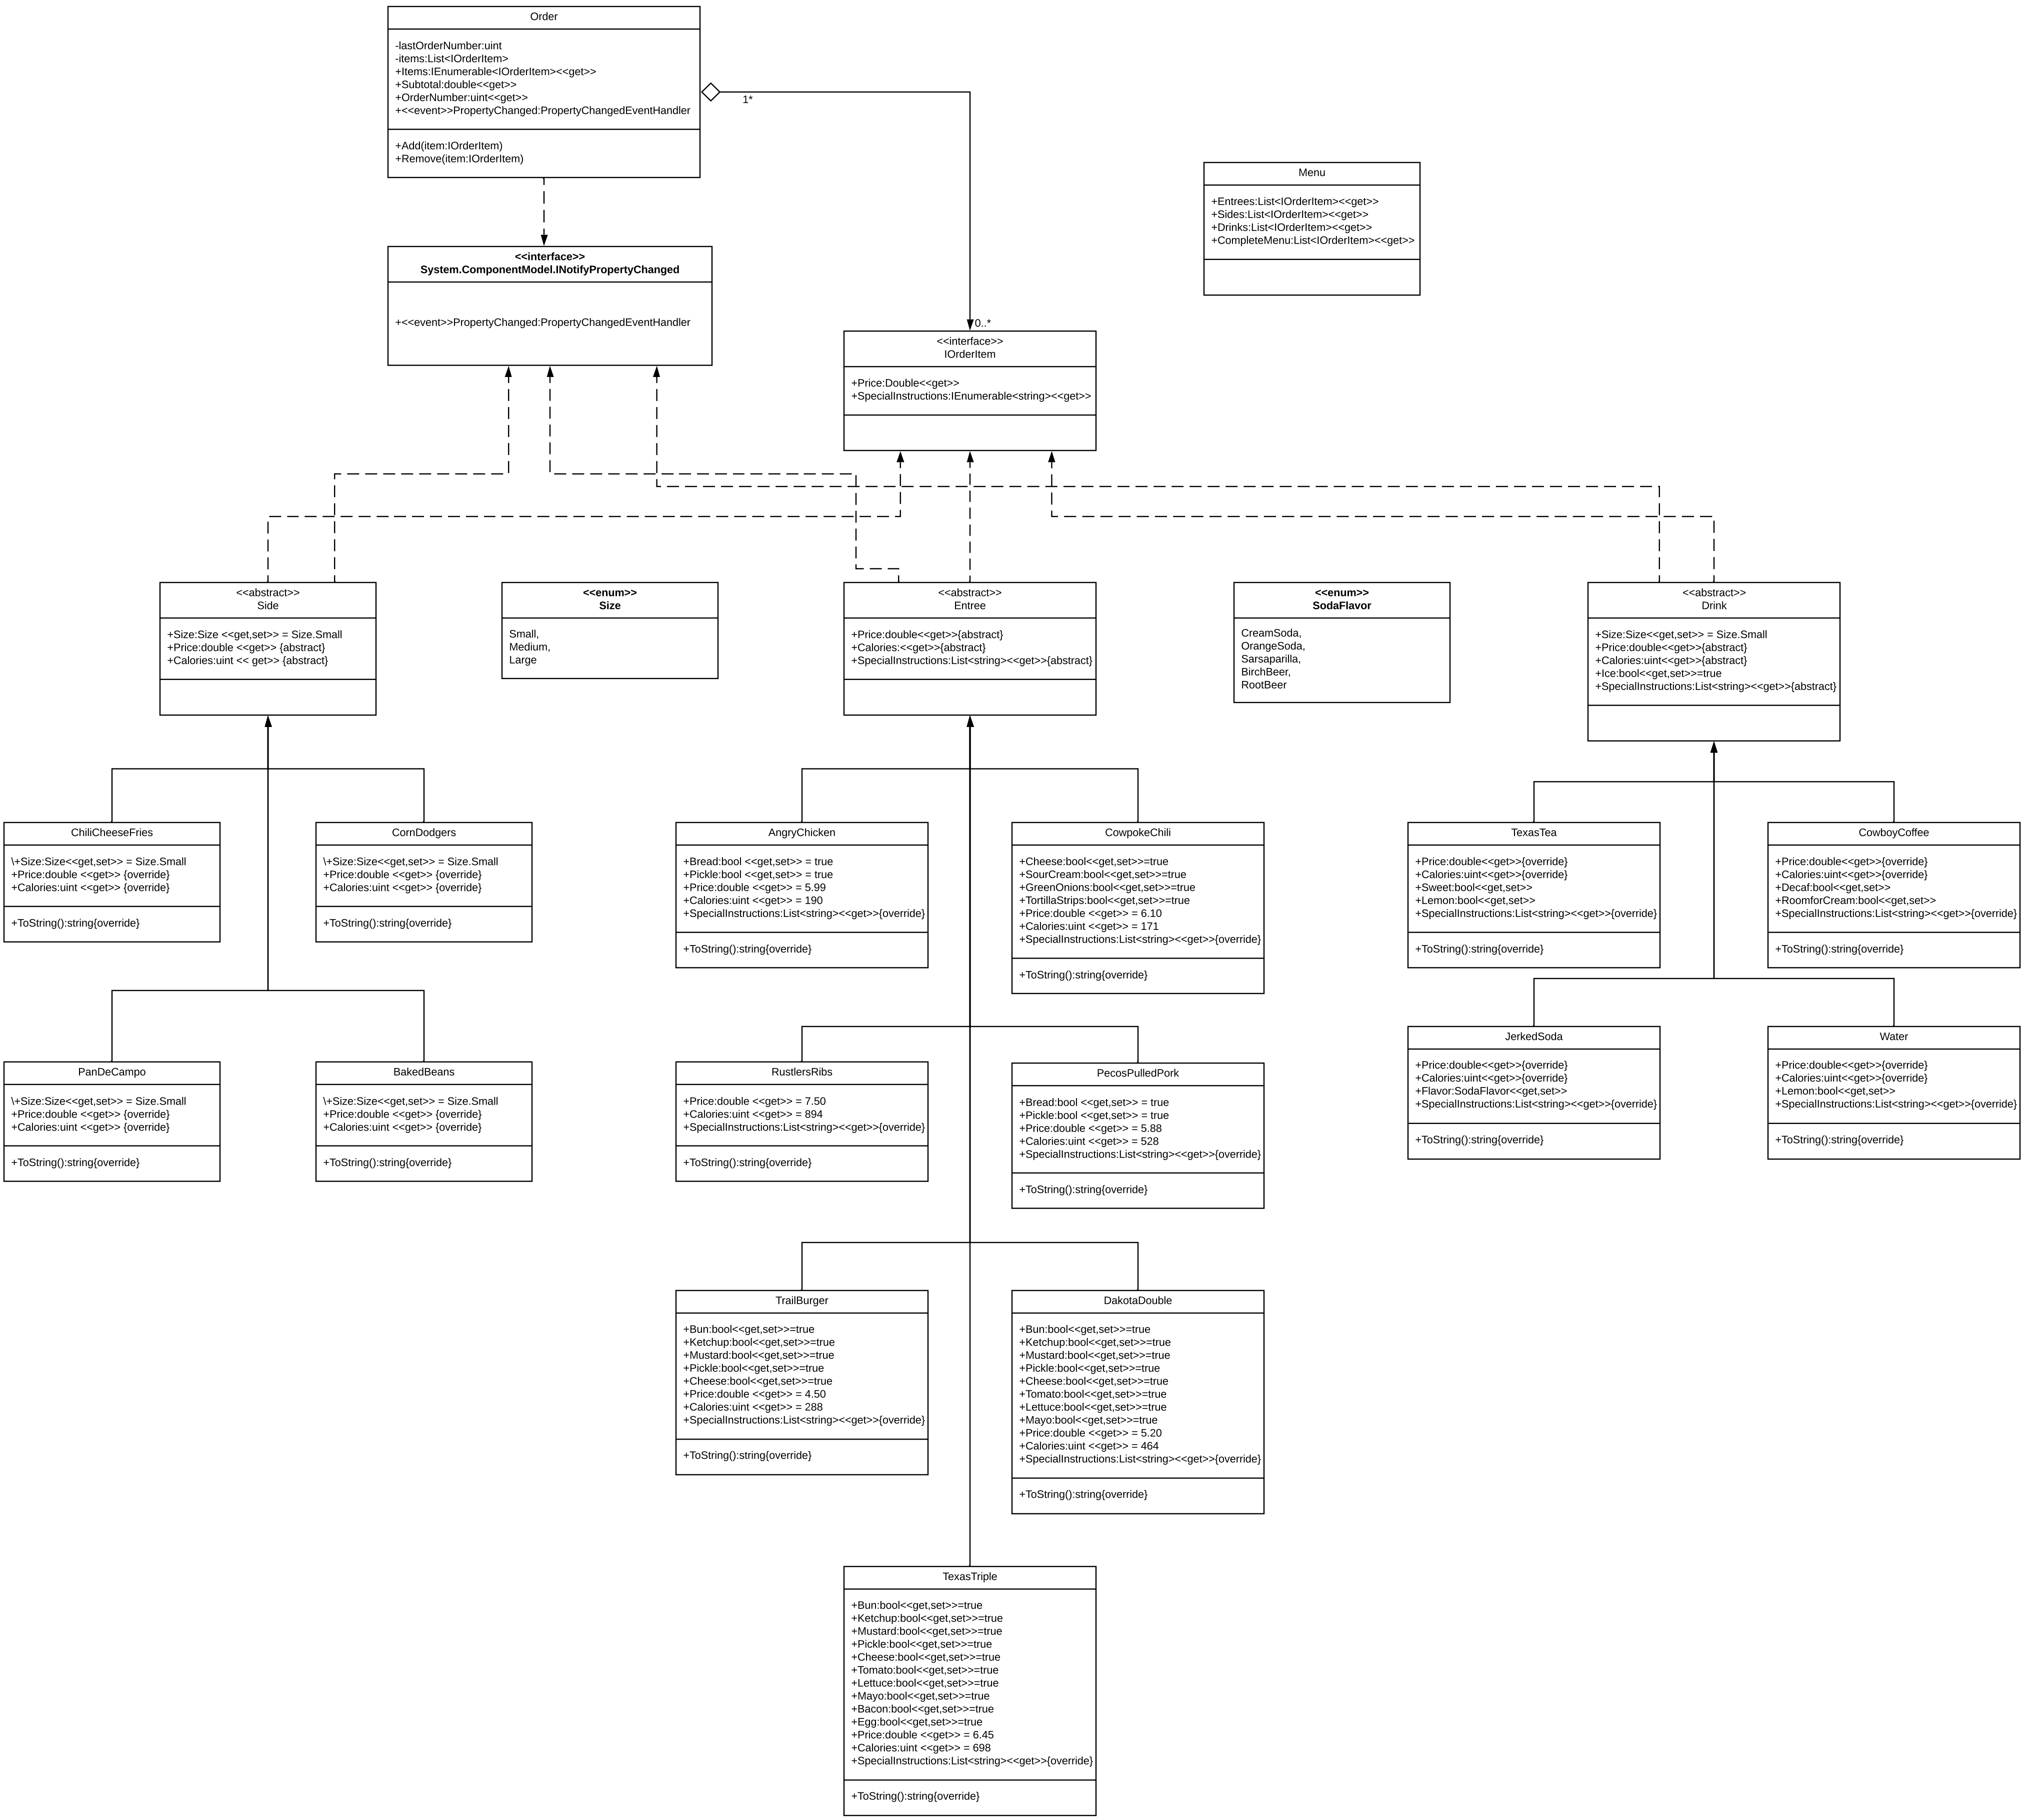 Order
-lastOrderNumber:uint
-items:List<IOrderItem>
+Items:IEnumerable<IOrderItem><<get>>
+Subtotal:double<<get>>
+OrderNumber:uint<<get>>
+<<event>>PropertyChanged:PropertyChangedEventHandler
+Add(item:IOrderItem)
+Remove(item:IOrderItem)
1*
Menu
+Entrees:List<IOrderItem><<get>>
+Sides:List<IOrderItem><<get>>
+Drinks:List<IOrderItem><<get>>
+CompleteMenu:List<IOrderItem><<get>>
<<interface>>
System.ComponentModel.INotifyPropertyChanged
+<<event>>PropertyChanged:PropertyChangedEventHandler
0..*
<<interface>>
IOrderItem
+Price:Double<<get>>
+SpecialInstructions:IEnumerable<string><<get>>
<<abstract>>
Side
+Size:Size <<get,set>> = Size.Small
+Price:double <<get>> {abstract}
+Calories:uint << get>> {abstract}
<<enum>>
Size
Small,
Medium,
Large
<<abstract>>
Entree
+Price:double<<get>>{abstract}
+Calories:<<get>>{abstract}
+SpecialInstructions:List<string><<get>>{abstract}
<<enum>>
SodaFlavor
CreamSoda,
OrangeSoda,
Sarsaparilla,
BirchBeer,
RootBeer
<<abstract>>
Drink
+Size:Size<<get,set>> = Size.Small
+Price:double<<get>>{abstract}
+Calories:uint<<get>>{abstract}
+Ice:bool<<get,set>>=true
+SpecialInstructions:List<string><<get>>{abstract}
ChiliCheeseFries
\+Size:Size<<get,set>> = Size.Small
+Price:double <<get>> {override}
+Calories:uint <<get>> {override}
+ToString():string{override}
CornDodgers
\+Size:Size<<get,set>> = Size.Small
+Price:double <<get>> {override}
+Calories:uint <<get>> {override}
+ToString():string{override}
AngryChicken
+Bread:bool <<get,set>> = true
+Pickle:bool <<get,set>> = true
+Price:double <<get>> = 5.99
+Calories:uint <<get>> = 190
+SpecialInstructions:List<string><<get>>{override}
+ToString():string{override}
CowpokeChili
+Cheese:bool<<get,set>>=true
+SourCream:bool<<get,set>>=true
+GreenOnions:bool<<get,set>>=true
+TortillaStrips:bool<<get,set>>=true
+Price:double <<get>> = 6.10
+Calories:uint <<get>> = 171
+SpecialInstructions:List<string><<get>>{override}
+ToString():string{override}
TexasTea
+Price:double<<get>>{override}
+Calories:uint<<get>>{override}
+Sweet:bool<<get,set>>
+Lemon:bool<<get,set>>
+SpecialInstructions:List<string><<get>>{override}
+ToString():string{override}
CowboyCoffee
+Price:double<<get>>{override}
+Calories:uint<<get>>{override}
+Decaf:bool<<get,set>>
+RoomforCream:bool<<get,set>>
+SpecialInstructions:List<string><<get>>{override}
+ToString():string{override}
PanDeCampo
\+Size:Size<<get,set>> = Size.Small
+Price:double <<get>> {override}
+Calories:uint <<get>> {override}
+ToString():string{override}
BakedBeans
\+Size:Size<<get,set>> = Size.Small
+Price:double <<get>> {override}
+Calories:uint <<get>> {override}
+ToString():string{override}
RustlersRibs
+Price:double <<get>> = 7.50
+Calories:uint <<get>> = 894
+SpecialInstructions:List<string><<get>>{override}
+ToString():string{override}
PecosPulledPork
+Bread:bool <<get,set>> = true
+Pickle:bool <<get,set>> = true
+Price:double <<get>> = 5.88
+Calories:uint <<get>> = 528
+SpecialInstructions:List<string><<get>>{override}
+ToString():string{override}
JerkedSoda
+Price:double<<get>>{override}
+Calories:uint<<get>>{override}
+Flavor:SodaFlavor<<get,set>>
+SpecialInstructions:List<string><<get>>{override}
+ToString():string{override}
Water
+Price:double<<get>>{override}
+Calories:uint<<get>>{override}
+Lemon:bool<<get,set>>
+SpecialInstructions:List<string><<get>>{override}
+ToString():string{override}
TrailBurger
+Bun:bool<<get,set>>=true
+Ketchup:bool<<get,set>>=true
+Mustard:bool<<get,set>>=true
+Pickle:bool<<get,set>>=true
+Cheese:bool<<get,set>>=true
+Price:double <<get>> = 4.50
+Calories:uint <<get>> = 288
+SpecialInstructions:List<string><<get>>{override}
+ToString():string{override}
DakotaDouble
+Bun:bool<<get,set>>=true
+Ketchup:bool<<get,set>>=true
+Mustard:bool<<get,set>>=true
+Pickle:bool<<get,set>>=true
+Cheese:bool<<get,set>>=true
+Tomato:bool<<get,set>>=true
+Lettuce:bool<<get,set>>=true
+Mayo:bool<<get,set>>=true
+Price:double <<get>> = 5.20
+Calories:uint <<get>> = 464
+SpecialInstructions:List<string><<get>>{override}
+ToString():string{override}
TexasTriple
+Bun:bool<<get,set>>=true
+Ketchup:bool<<get,set>>=true
+Mustard:bool<<get,set>>=true
+Pickle:bool<<get,set>>=true
+Cheese:bool<<get,set>>=true
+Tomato:bool<<get,set>>=true
+Lettuce:bool<<get,set>>=true
+Mayo:bool<<get,set>>=true
+Bacon:bool<<get,set>>=true
+Egg:bool<<get,set>>=true
+Price:double <<get>> = 6.45
+Calories:uint <<get>> = 698
+SpecialInstructions:List<string><<get>>{override}
+ToString():string{override}